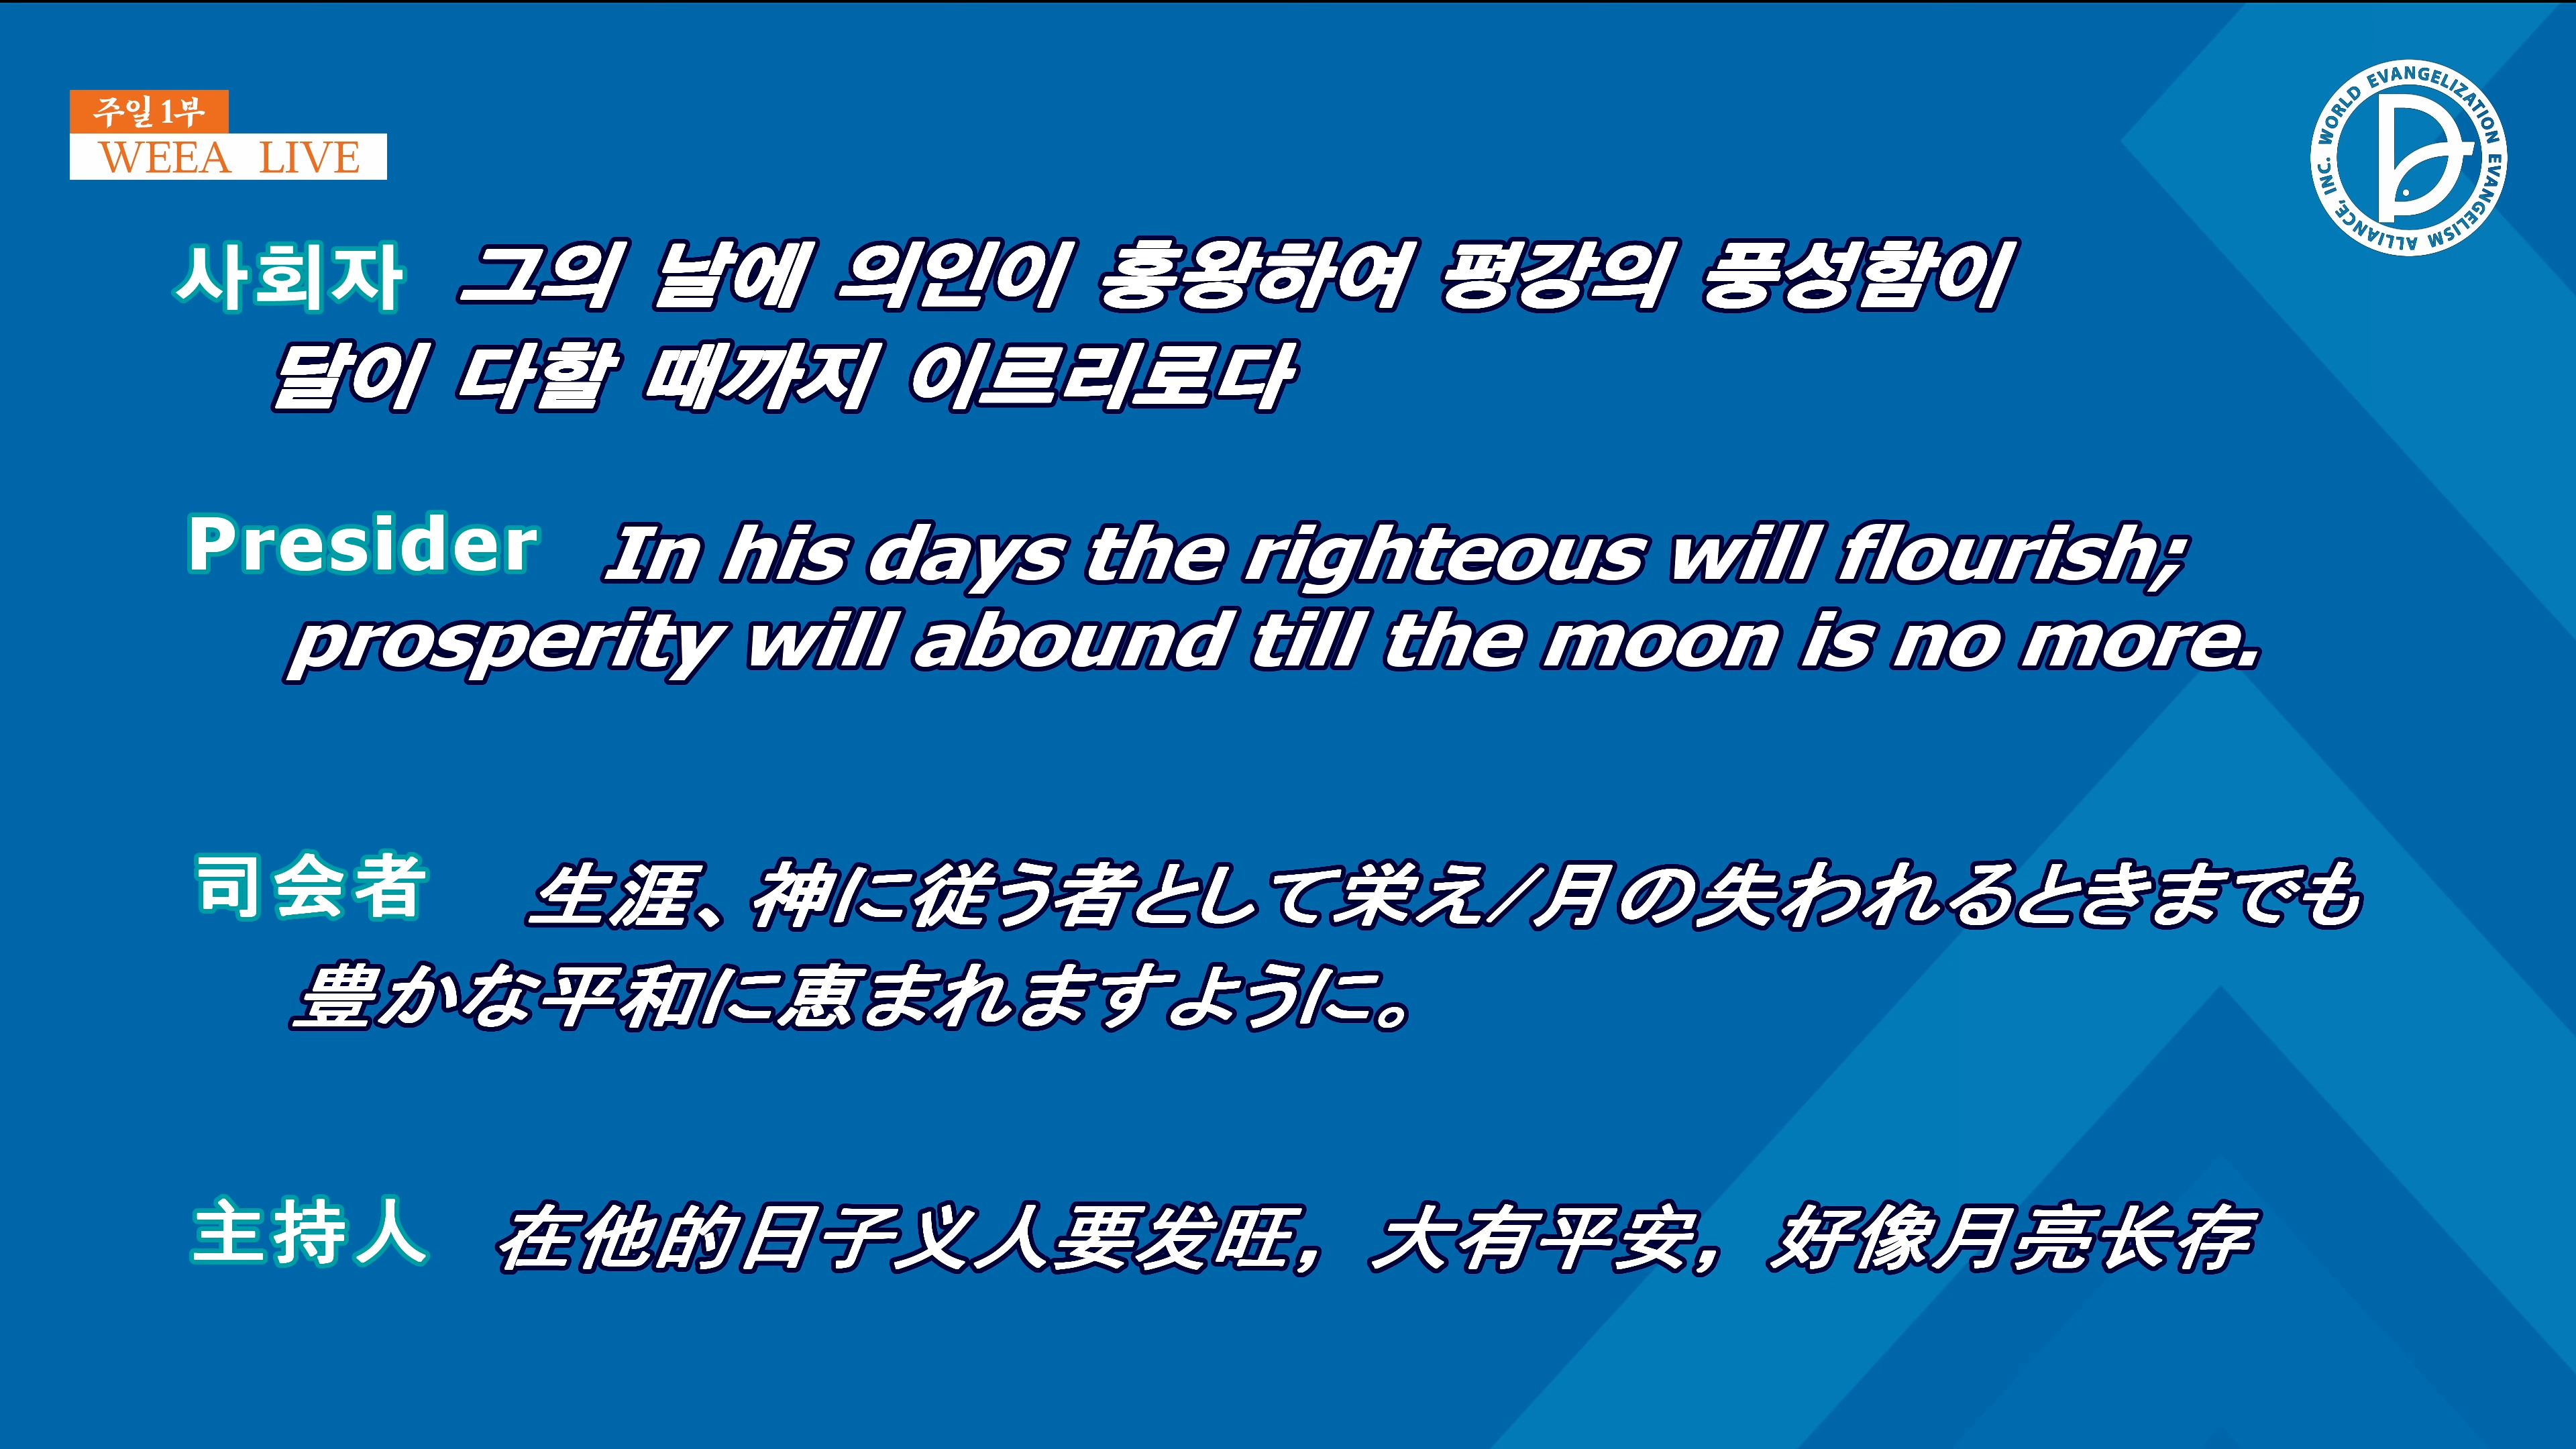 주일 1부
WEEA LIVE
WORLD EVANGELIZATION EVANGELISM ALLIANCE, INC.
사회자 그의 날에 의인이 흥왕하여 평강의 풍성함이
달이 다할 때까지 이르리로다
Presider In his days the righteous will flourish;
prosperity will abound till the moon is no more.
司会者 生涯、神に従う者として栄え/月の失われるときまでも
豊かな平和に恵まれますように。
主持人 在他的日子义人要发旺，大有平安，好像月亮长存